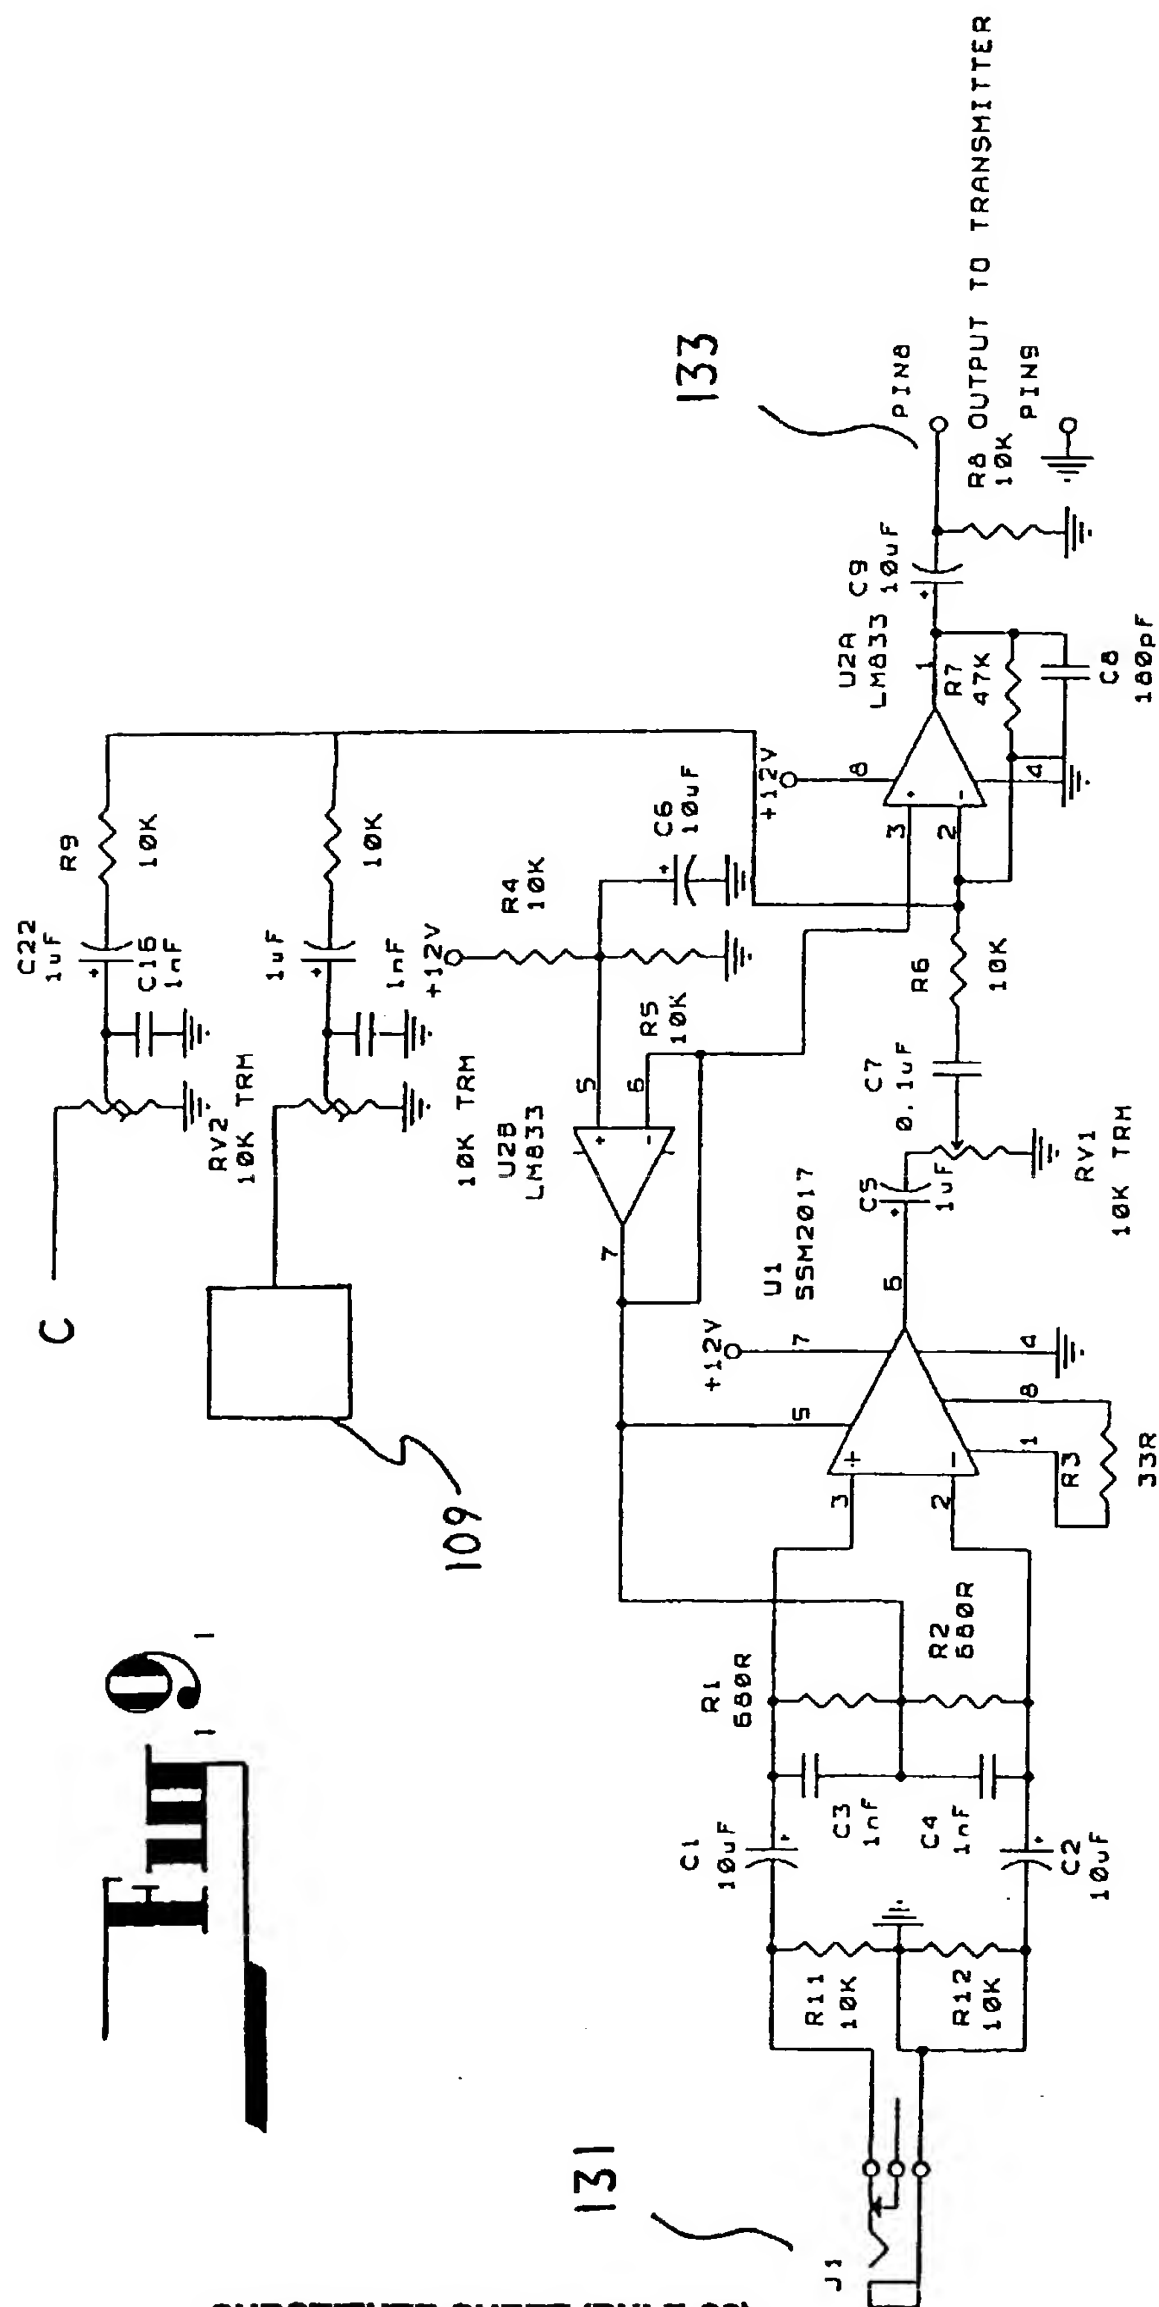 Fig. 9
C
C22
1uF
C16
1nF
R9
10K
RV2
10K TRM
109
1uF
1nF
10K
10K TRM
U2B
LM833
5
6
7
+12V
R4
10K
R5
10K
C6
10uF
131
J1
R11
10K
R12
10K
C1
10uF
C2
10uF
C3
1nF
C4
1nF
R1
680R
R2
680R
3
2
+
-
5
+12V
7
U1
SSM2017
6
4
8
1
R3
33R
C5
1uF
RV1
10K TRM
C7
0.1uF
R6
10K
+12V
8
3
2
1
4
U2A
LM833
R7
47K
C8
180pF
C9
10uF
R8
10K
133
PIN8
OUTPUT TO TRANSMITTER
PIN9